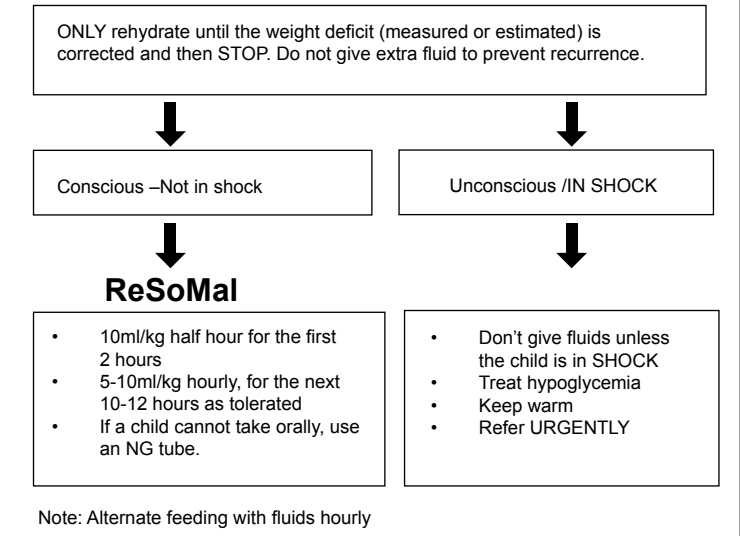 ONLY rehydrate until the weight deficit (measured or estimated) is
corrected and then STOP. Do not give extra fluid to prevent recurrence.
Conscious –Not in shock
Unconscious /IN SHOCK
ReSoMal
• 10ml/kg half hour for the first
2 hours
• 5-10ml/kg hourly, for the next
10-12 hours as tolerated
• If a child cannot take orally, use
an NG tube.
• Don't give fluids unless
the child is in SHOCK
• Treat hypoglycemia
• Keep warm
• Refer URGENTLY
Note: Alternate feeding with fluids hourly